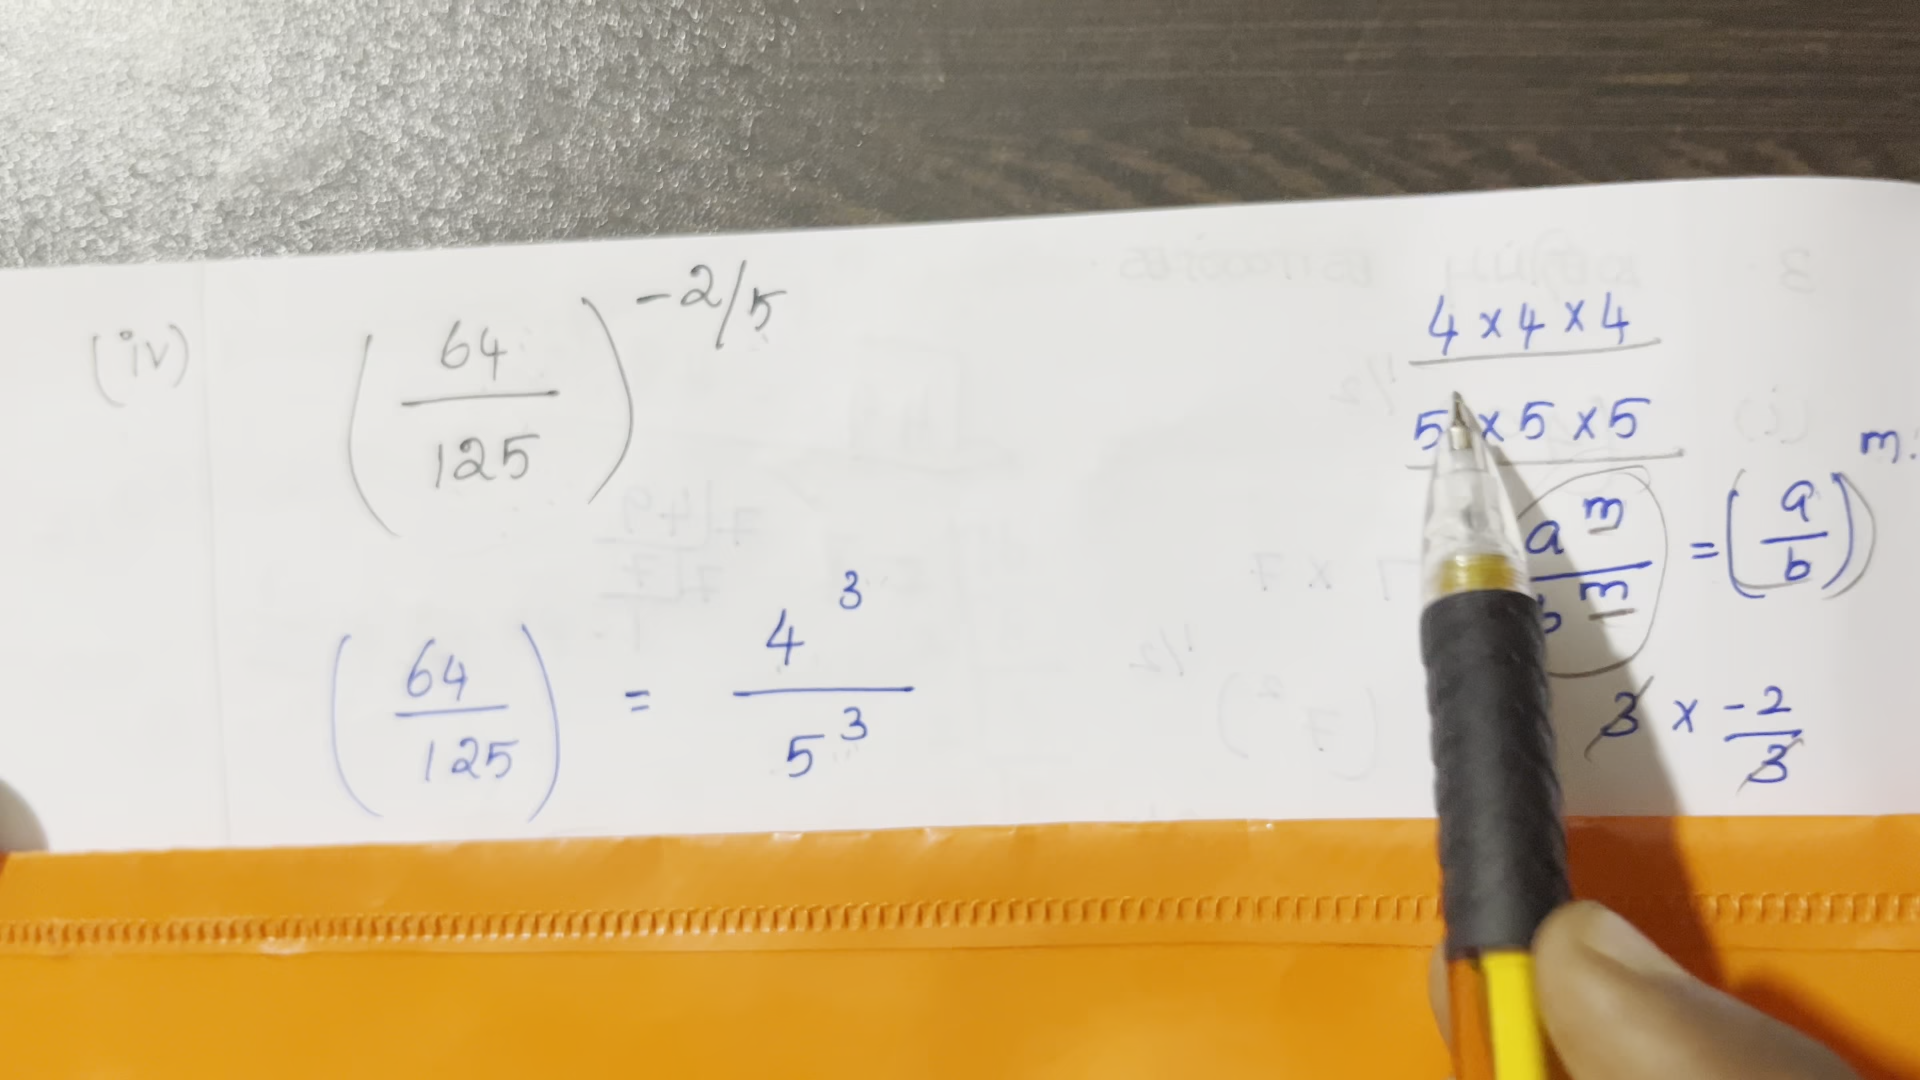 (iv) (64/125)^-2/5
(64/125) = 4^3/5^3
4 × 4 × 4
5 × 5 × 5
a^m/b^m = (a/b)^m.
3 × -2/3